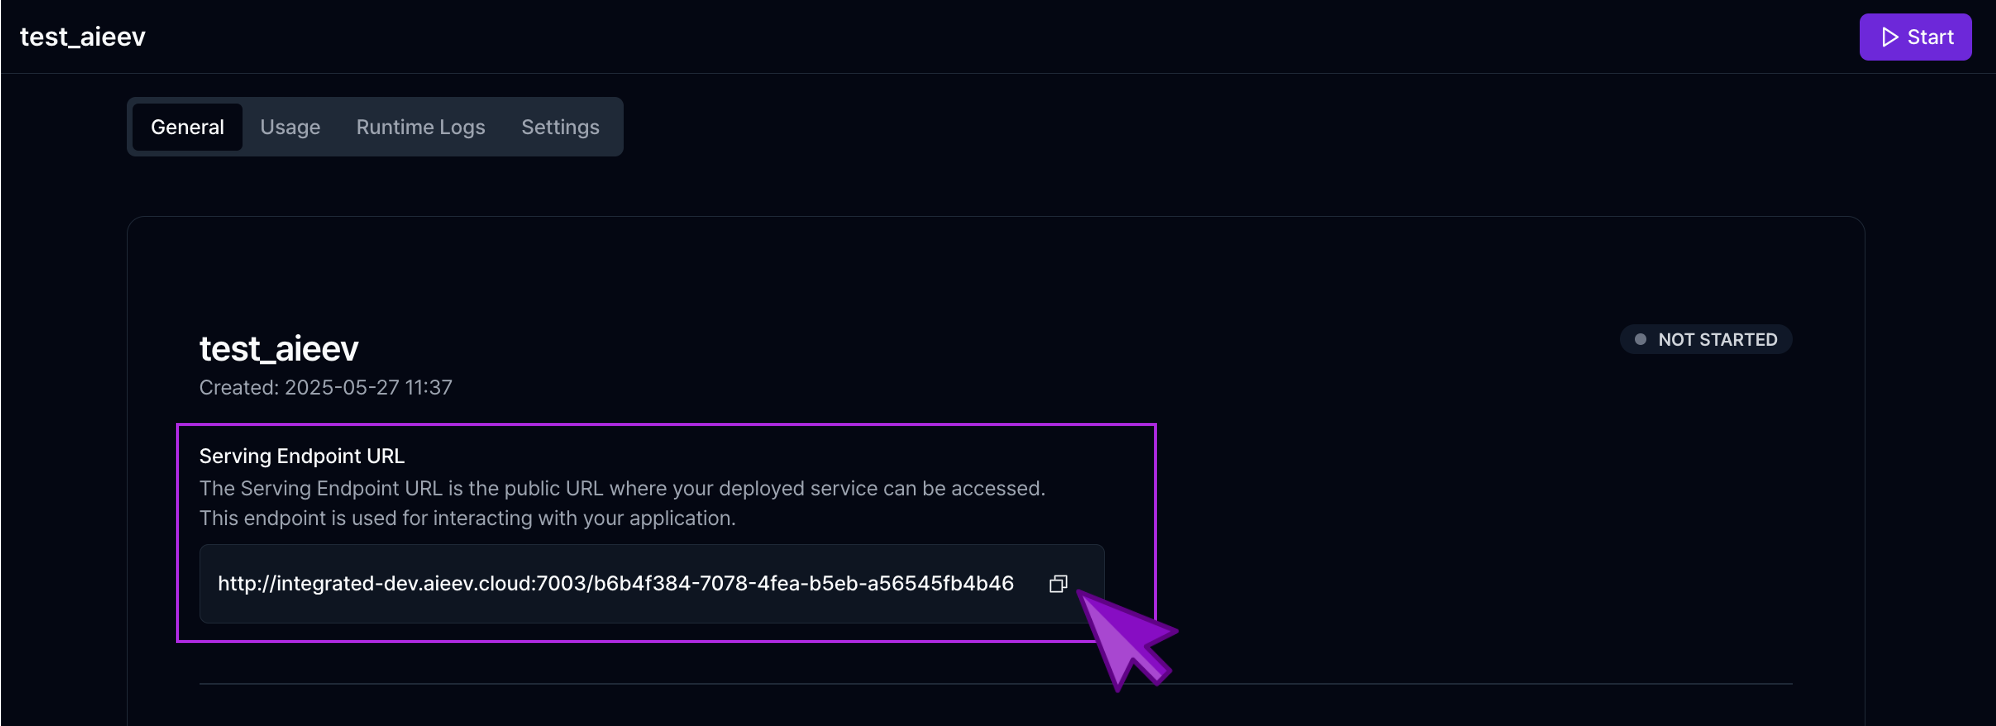 test_aieev
Start
General
Usage
Runtime Logs
Settings
test_aieev
NOT STARTED
Created: 2025-05-27 11:37
Serving Endpoint URL
The Serving Endpoint URL is the public URL where your deployed service can be accessed.
This endpoint is used for interacting with your application.
http://integrated-dev.aieev.cloud:7003/b6b4f384-7078-4fea-b5eb-a56545fb4b46